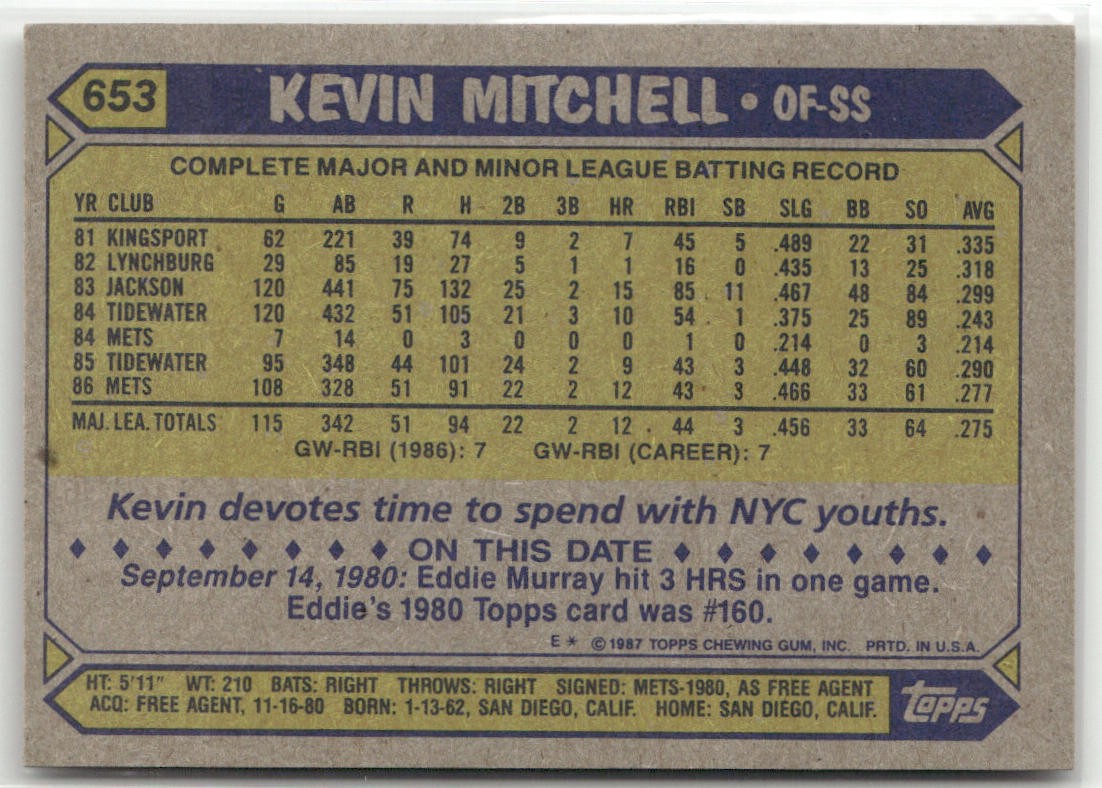 653 KEVIN MITCHELL • OF-SS
COMPLETE MAJOR AND MINOR LEAGUE BATTING RECORD
YR CLUB G AB R H 2B 3B HR RBI SB SLG BB SO AVG
81 KINGSPORT 62 221 39 74 9 2 7 45 5 .489 22 31 .335
82 LYNCHBURG 29 85 19 27 5 1 1 16 0 .435 13 25 .318
83 JACKSON 120 441 75 132 25 2 15 85 11 .467 48 84 .299
84 TIDEWATER 120 432 51 105 21 3 10 54 1 .375 25 89 .243
84 METS 7 14 0 3 0 0 0 1 0 .214 0 3 .214
85 TIDEWATER 95 348 44 101 24 2 9 43 3 .448 32 60 .290
86 METS 108 328 51 91 22 2 12 43 3 .466 33 61 .277
MAJ. LEA. TOTALS 115 342 51 94 22 2 12 44 3 .456 33 64 .275
GW-RBI (1986): 7 GW-RBI (CAREER): 7
Kevin devotes time to spend with NYC youths.
ON THIS DATE
September 14, 1980: Eddie Murray hit 3 HRS in one game.
Eddie's 1980 Topps card was #160.
E * ©1987 TOPPS CHEWING GUM, INC. PRTD. IN U.S.A.
HT: 5'11" WT: 210 BATS: RIGHT THROWS: RIGHT SIGNED: METS-1980, AS FREE AGENT
ACQ: FREE AGENT, 11-16-80 BORN: 1-13-62, SAN DIEGO, CALIF. HOME: SAN DIEGO, CALIF.
topps